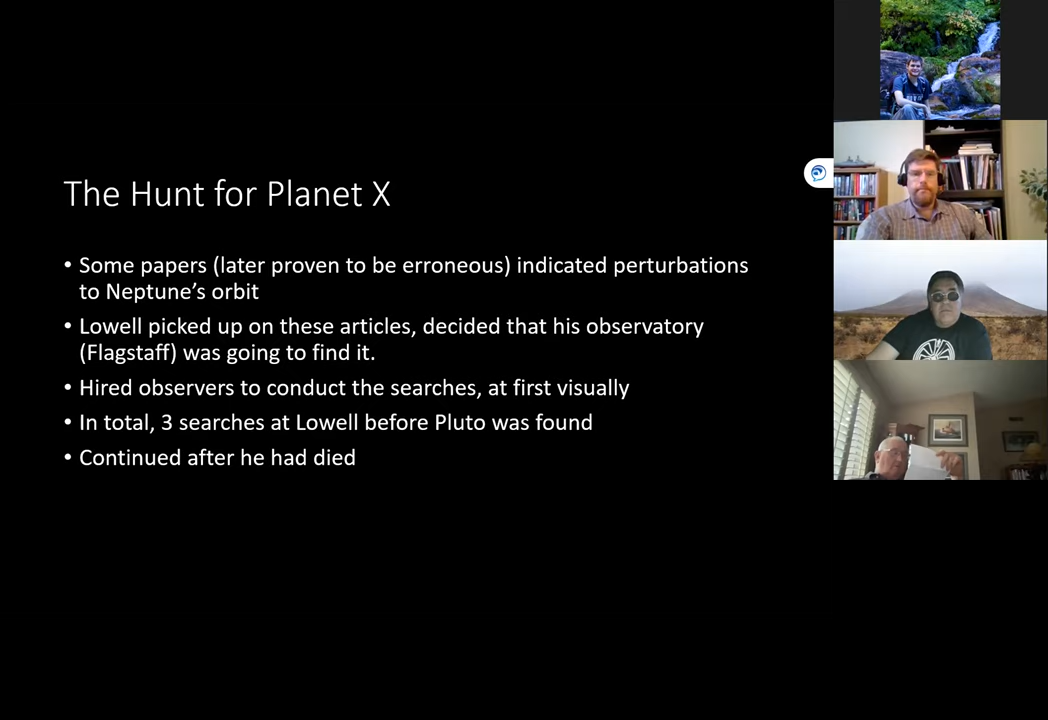 The Hunt for Planet X
• Some papers (later proven to be erroneous) indicated perturbations
to Neptune's orbit
• Lowell picked up on these articles, decided that his observatory
(Flagstaff) was going to find it.
• Hired observers to conduct the searches, at first visually
• In total, 3 searches at Lowell before Pluto was found
• Continued after he had died